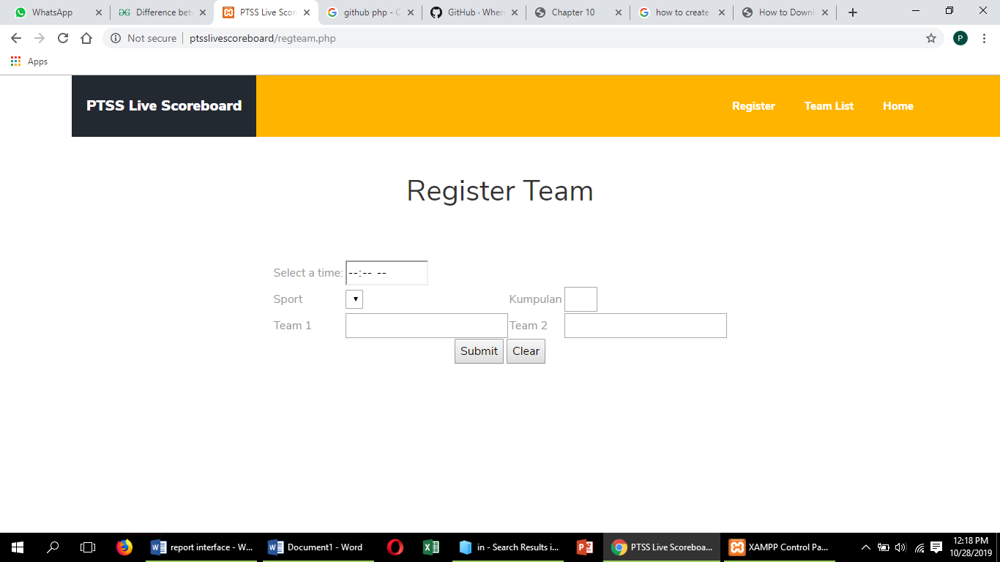 WhatsApp
Difference bet
PTSS Live Scor
github php - C
GitHub · Wher
Chapter 10
how to create
How to Downl
Not secure | ptsslivescoreboard/regteam.php
P
Apps
PTSS Live Scoreboard
Register Team List Home
Register Team
Select a time: --:-- --
Sport Kumpulan
Team 1 Team 2
Submit Clear
report interface - W... Document1 - Word in - Search Results i... PTSS Live Scoreboa... XAMPP Control Pa... 12:18 PM
10/28/2019